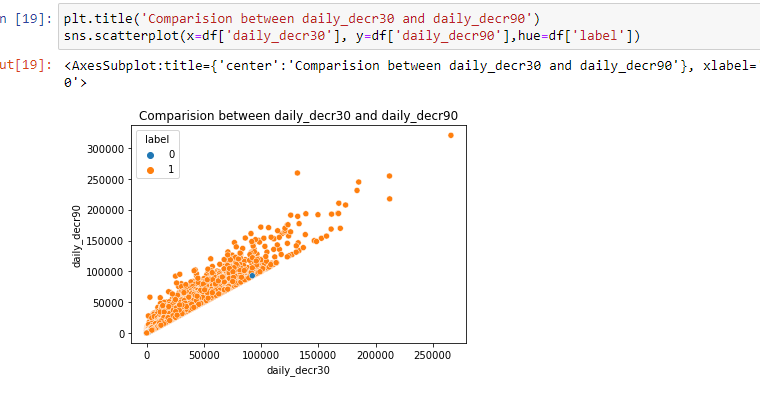 n [19]: plt.title('Comparision between daily_decr30 and daily_decr90')
sns.scatterplot(x=df['daily_decr30'], y=df['daily_decr90'],hue=df['label'])
ut[19]: <AxesSubplot:title={'center':'Comparision between daily_decr30 and daily_decr90'}, xlabel=
0'>
Comparision between daily_decr30 and daily_decr90
label
0
1
300000
250000
200000
150000
100000
50000
0
daily_decr90
0 50000 100000 150000 200000 250000
daily_decr30